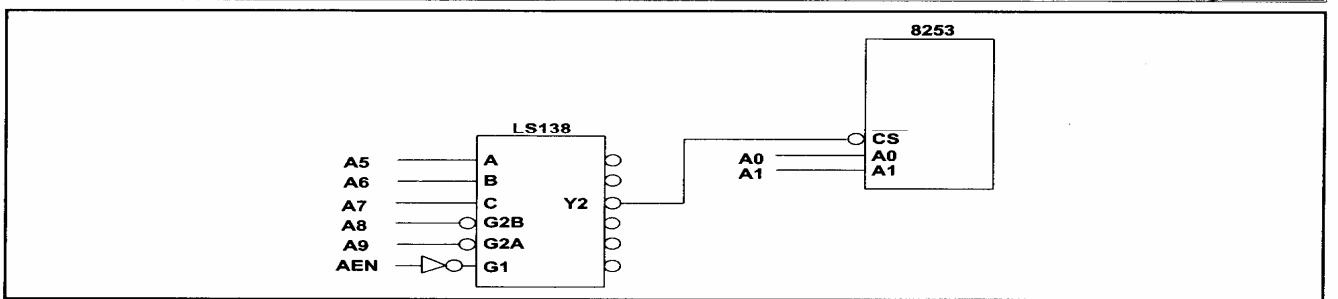 8253
LS138
CS
A5 A A0 A0
A6 B A1 A1
A7 C Y2
A8 G2B
A9 G2A
AEN G1